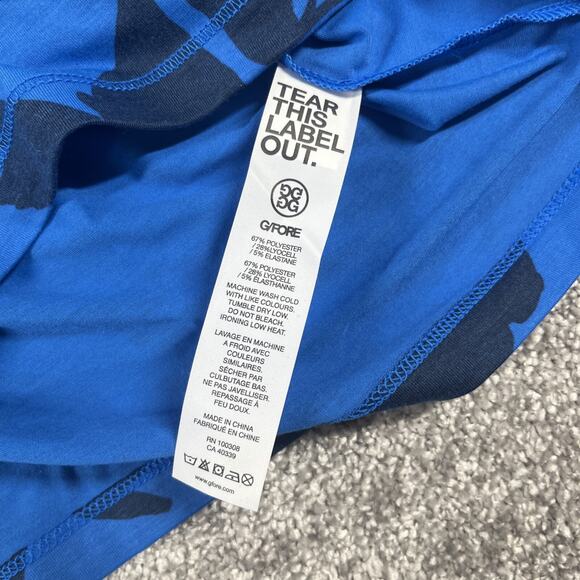 TEAR
THIS
LABEL
OUT.
GG
GG
G/FORE
67% POLYESTER
/ 28%LYOCELL
/ 5% ELASTANE
67% POLYESTER
/ 28% LYOCELL
/ 5% ÉLASTHANNE
MACHINE WASH COLD
WITH LIKE COLOURS.
TUMBLE DRY LOW.
DO NOT BLEACH.
IRONING LOW HEAT.
LAVAGE EN MACHINE
A FROID AVEC
COULEURS
SIMILAIRES.
SÉCHER PAR
CULBUTAGE BAS.
NE PAS JAVELLISER.
REPASSAGE À
FEU DOUX.
MADE IN CHINA
FABRIQUÉ EN CHINE
RN 100308
CA 40339
www.gfore.com